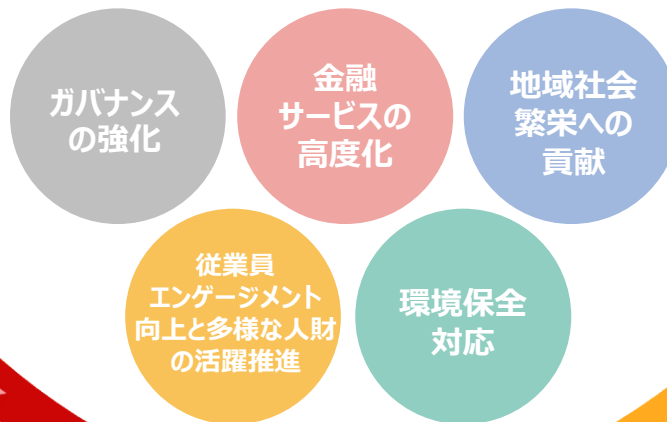 ガバナンス
の強化
金融
サービスの
高度化
地域社会
繁栄への
貢献
従業員
エンゲージメント
向上と多様な人財
の活躍推進
環境保全
対応